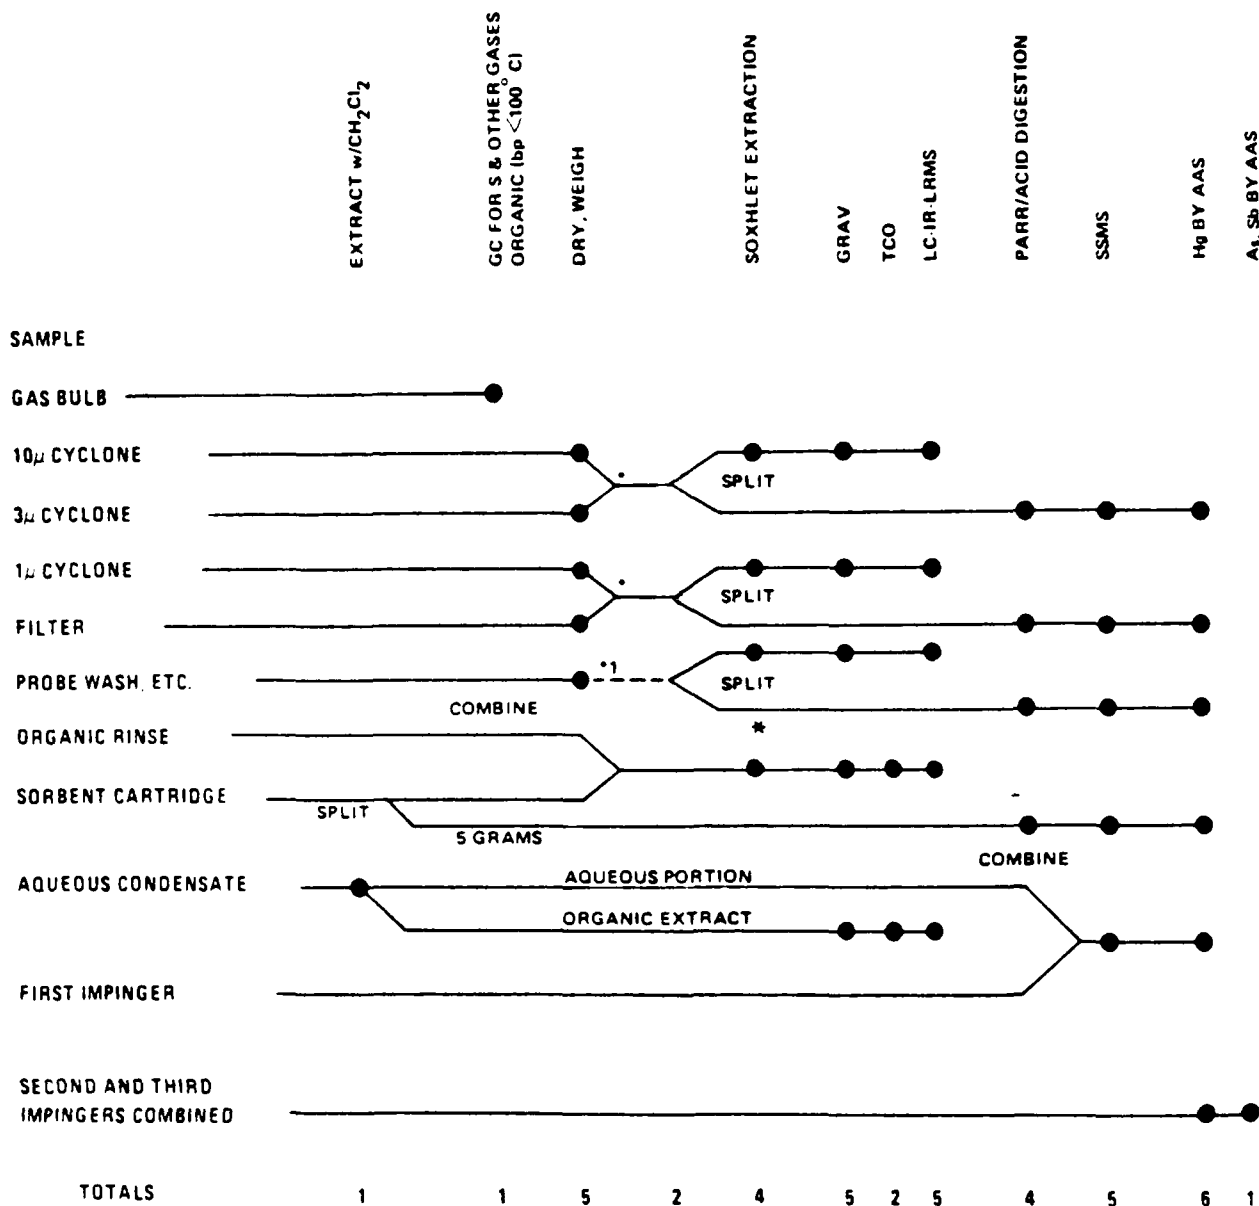 EXTRACT w/CH2Cl2
GC FOR S & OTHER GASES
ORGANIC (bp <100° C)
DRY, WEIGH
SOXHLET EXTRACTION
GRAV
TCO
LC-IR-LRMS
PARR/ACID DIGESTION
SSMS
Hg BY AAS
As, Sb BY AAS
SAMPLE
GAS BULB
10μ CYCLONE
SPLIT
3μ CYCLONE
1μ CYCLONE
SPLIT
FILTER
*1
PROBE WASH, ETC.
SPLIT
COMBINE
*
ORGANIC RINSE
SORBENT CARTRIDGE
SPLIT
5 GRAMS
COMBINE
AQUEOUS CONDENSATE
AQUEOUS PORTION
ORGANIC EXTRACT
FIRST IMPINGER
SECOND AND THIRD
IMPINGERS COMBINED
TOTALS 1 1 5 2 4 5 2 5 4 5 6 1